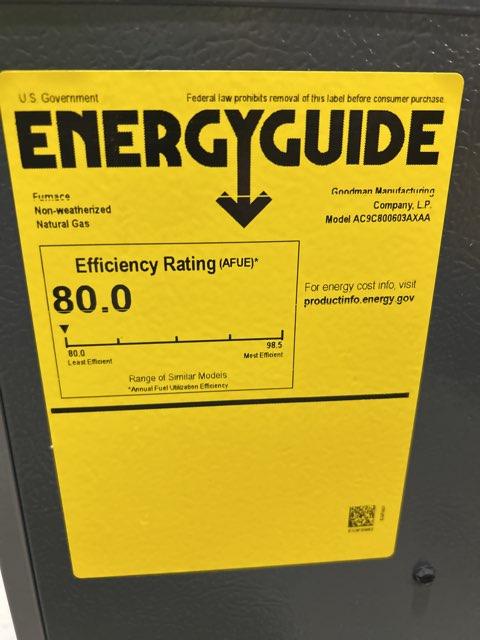 U.S. Government
Federal law prohibits removal of this label before consumer purchase.
ENERGYGUIDE
Furnace
Non-weatherized
Natural Gas
Goodman Manufacturing
Company, L.P.
Model AC9C800603AXAA
Efficiency Rating (AFUE)*
80.0
80.0
Least Efficient
98.5
Most Efficient
Range of Similar Models
*Annual Fuel Utilization Efficiency
For energy cost info, visit
productinfo.energy.gov